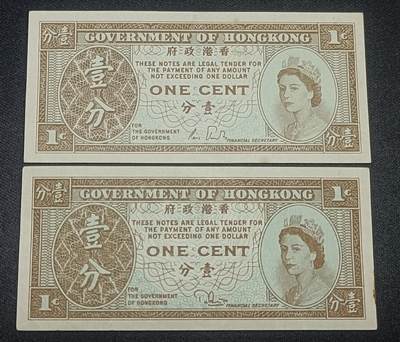 分壹 GOVERNMENT OF HONGKONG 1c
府政港香
THESE NOTES ARE LEGAL TENDER FOR
THE PAYMENT OF ANY AMOUNT
NOT EXCEEDING ONE DOLLAR
壹分
ONE CENT
分壹
FOR
THE GOVERNMENT
OF HONGKONG
FINANCIAL SECRETARY
1c 分壹
分壹 GOVERNMENT OF HONGKONG 1c
府政港香
THESE NOTES ARE LEGAL TENDER FOR
THE PAYMENT OF ANY AMOUNT
NOT EXCEEDING ONE DOLLAR
壹分
ONE CENT
分壹
FOR
THE GOVERNMENT
OF HONGKONG
FINANCIAL SECRETARY
1c 分壹